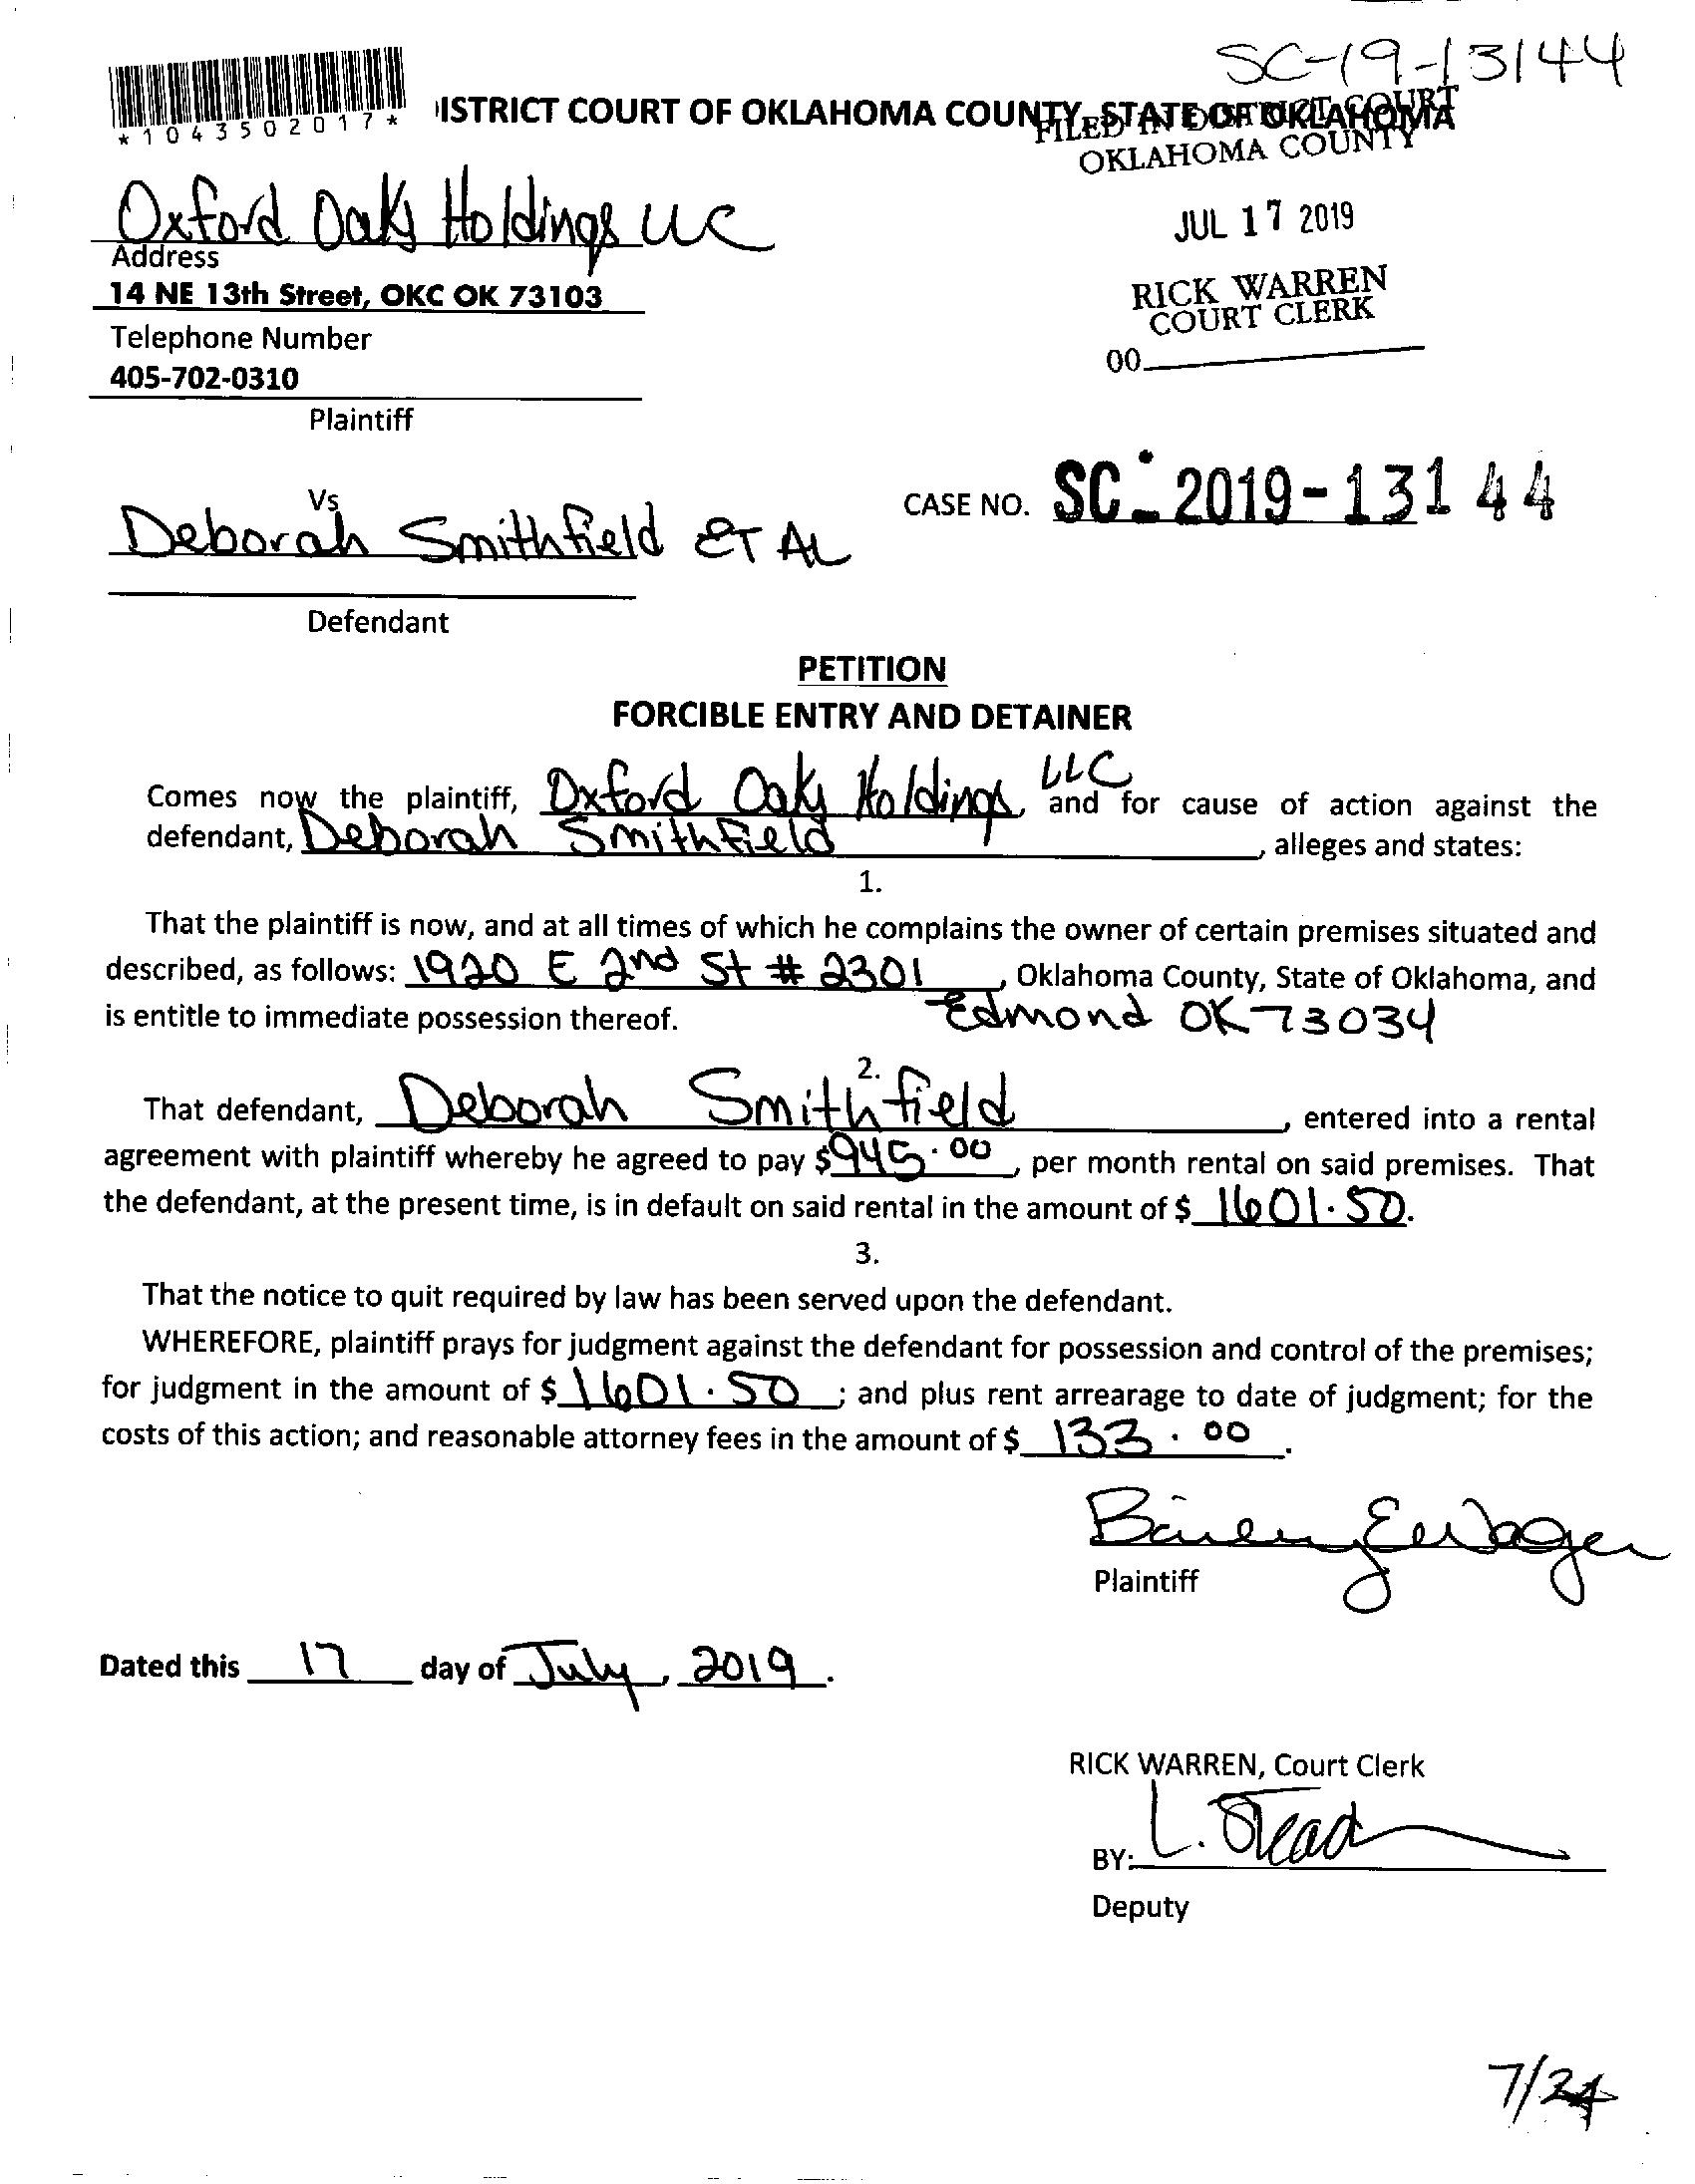 SC-19-13144
*1043502017*
ISTRICT COURT OF OKLAHOMA COUNTY, STATE OF OKLAHOMA
FILED IN DISTRICT COURT
OKLAHOMA COUNTY
Oxford Oaks Holdings LLC
JUL 17 2019
Address
14 NE 13th Street, OKC OK 73103
RICK WARREN
COURT CLERK
Telephone Number
00
405-702-0310
Plaintiff
Vs
CASE NO. SC-2019-13144
Deborah Smithfield ET AL
Defendant
PETITION
FORCIBLE ENTRY AND DETAINER
Comes now the plaintiff, Oxford Oaks Holdings, LLC and for cause of action against the
defendant, Deborah Smithfield, alleges and states:
1.
That the plaintiff is now, and at all times of which he complains the owner of certain premises situated and
described, as follows: 1920 E 2nd St # 2301, Oklahoma County, State of Oklahoma, and
is entitle to immediate possession thereof. Edmond OK 73034
2.
That defendant, Deborah Smithfield, entered into a rental
agreement with plaintiff whereby he agreed to pay $945.00, per month rental on said premises. That
the defendant, at the present time, is in default on said rental in the amount of $ 1601.50.
3.
That the notice to quit required by law has been served upon the defendant.
WHEREFORE, plaintiff prays for judgment against the defendant for possession and control of the premises;
for judgment in the amount of $ 1601.50; and plus rent arrearage to date of judgment; for the
costs of this action; and reasonable attorney fees in the amount of $ 133.00.
Plaintiff
Dated this 17 day of July, 2019.
RICK WARREN, Court Clerk
BY: L. Stead
Deputy
7/24